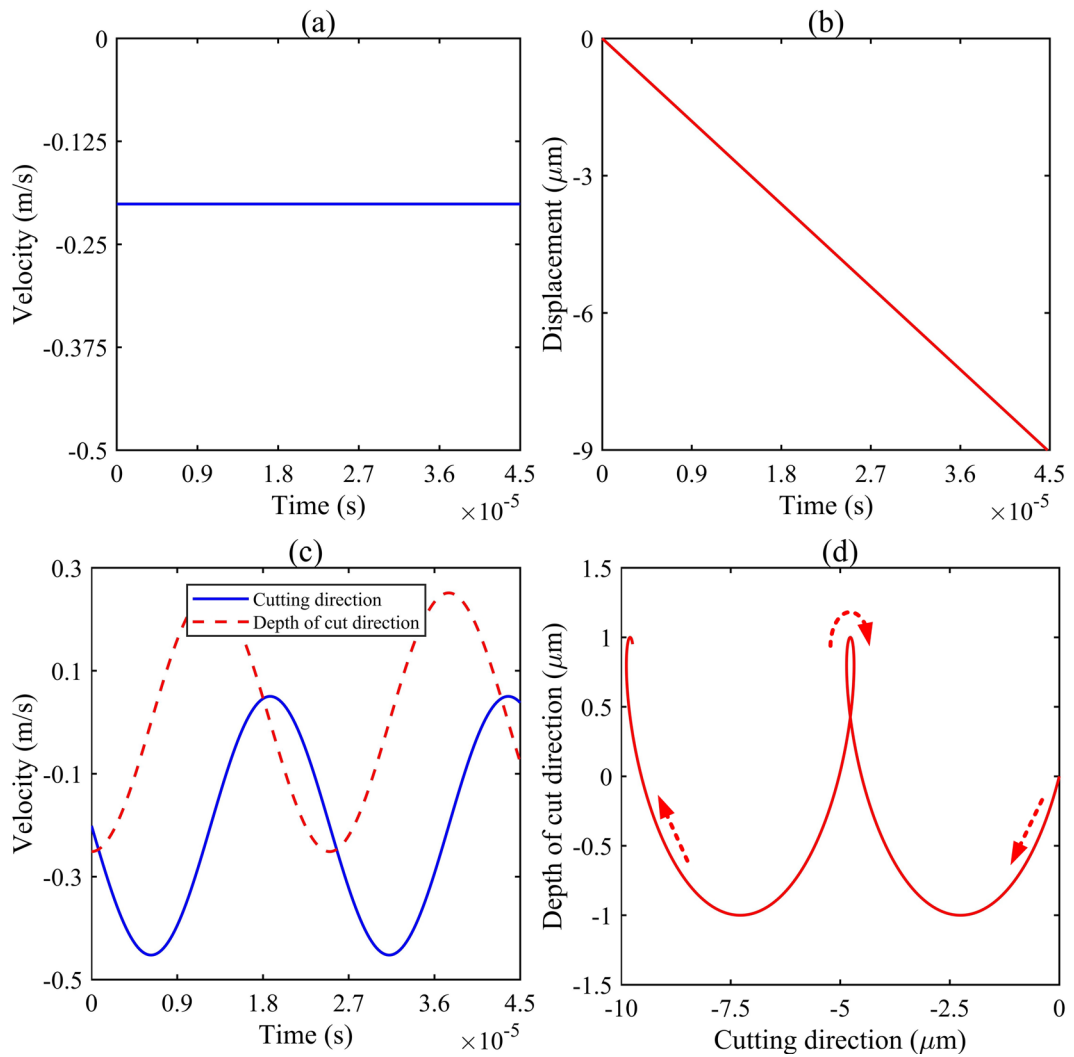 (a)
0
-0.125
-0.25
-0.375
-0.5
Velocity (m/s)
0 0.9 1.8 2.7 3.6 4.5
Time (s)
×10-5
(b)
0
-3
-6
-9
Displacement (μm)
0 0.9 1.8 2.7 3.6 4.5
Time (s)
×10-5
(c)
0.3
0.1
-0.1
-0.3
-0.5
Velocity (m/s)
Cutting direction
Depth of cut direction
0 0.9 1.8 2.7 3.6 4.5
Time (s)
×10-5
(d)
1.5
1
0.5
0
-0.5
-1
-1.5
Depth of cut direction (μm)
-10 -7.5 -5 -2.5 0
Cutting direction (μm)